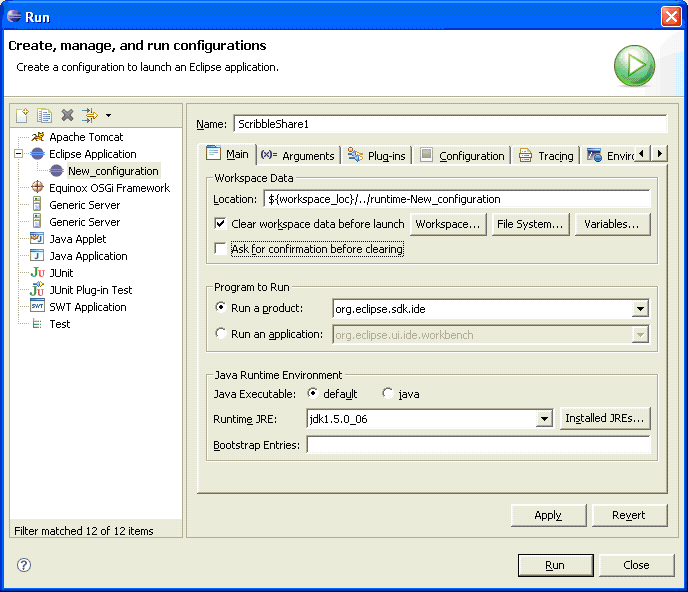 Run
Create, manage, and run configurations
Create a configuration to launch an Eclipse application.
Apache Tomcat
Eclipse Application
New_configuration
Equinox OSGi Framework
Generic Server
Generic Server
Java Applet
Java Application
JUnit
JUnit Plug-in Test
SWT Application
Test
Filter matched 12 of 12 items
Name: ScribbleShare1
Main (x)= Arguments Plug-ins Configuration Tracing
Workspace Data
Location: ${workspace_loc}/../runtime-New_configuration
Clear workspace data before launch Workspace... File System... Variables...
Ask for confirmation before clearing
Program to Run
Run a product: org.eclipse.sdk.ide
Run an application: org.eclipse.ui.ide.workbench
Java Runtime Environment
Java Executable: default java
Runtime JRE: jdk1.5.0_06 Installed JREs...
Bootstrap Entries:
Apply Revert
Run Close